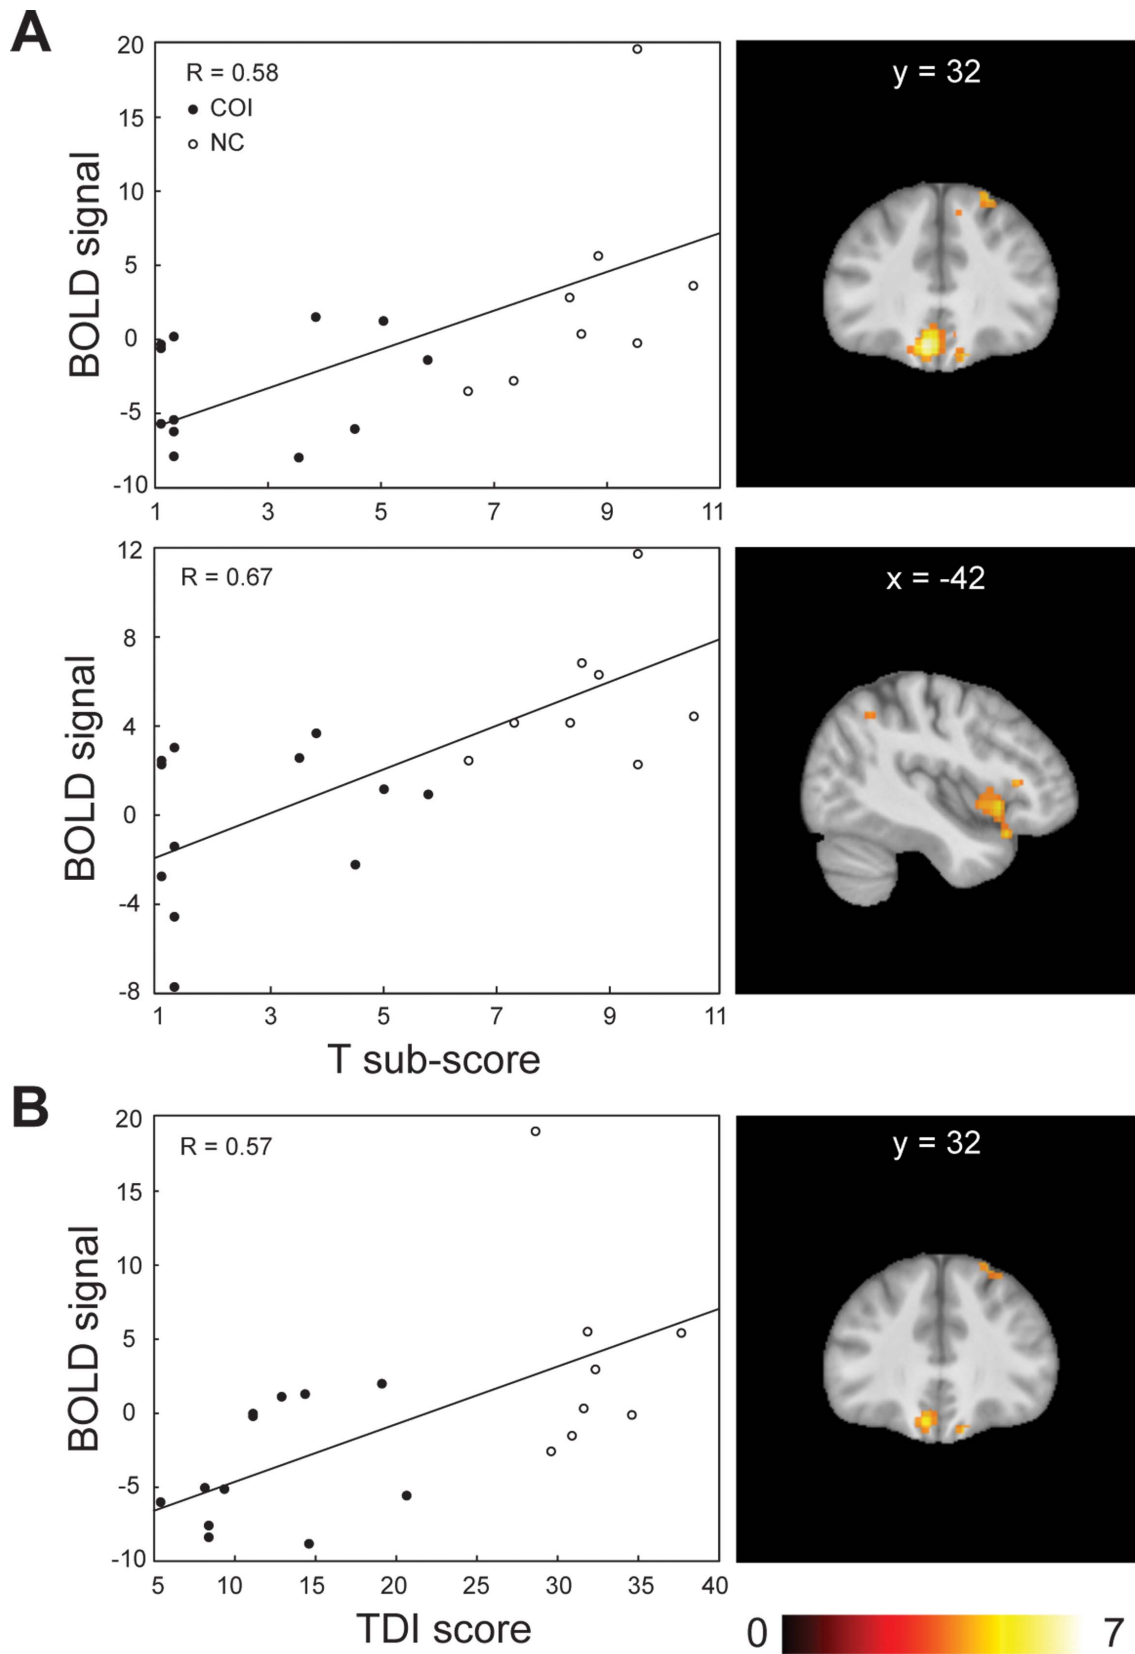 A
20
15
10
5
0
-5
-10
BOLD signal
R = 0.58
COI
NC
1 3 5 7 9 11
y = 32
12
8
4
0
-4
-8
BOLD signal
R = 0.67
1 3 5 7 9 11
T sub-score
x = -42
B
20
15
10
5
0
-5
-10
BOLD signal
R = 0.57
5 10 15 20 25 30 35 40
TDI score
y = 32
0 7